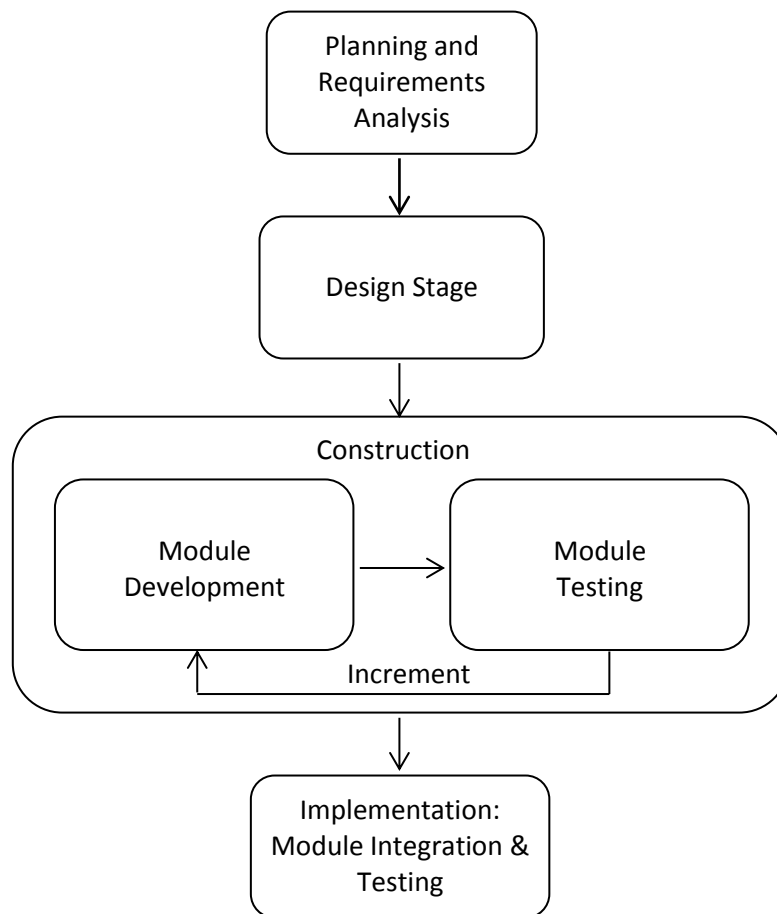 Planning and
Requirements
Analysis
Design Stage
Construction
Module
Development
Module
Testing
Increment
Implementation:
Module Integration &
Testing